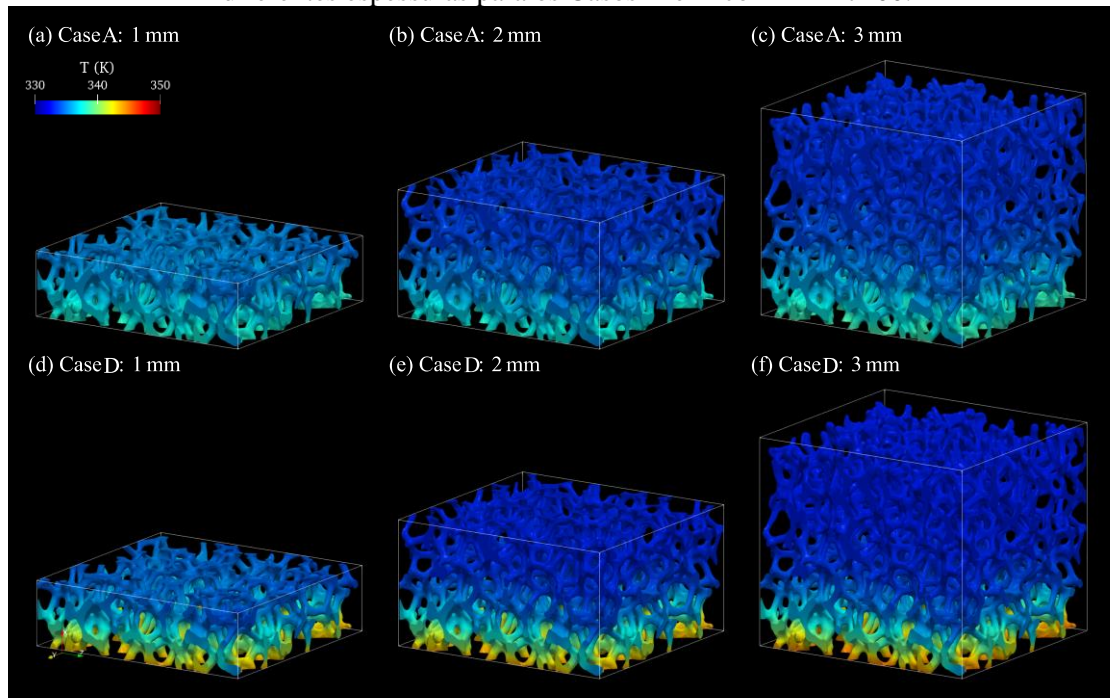 (a) Case A: 1 mm
(b) Case A: 2 mm
(c) Case A: 3 mm
T (K)
330 340 350
(d) Case D: 1 mm
(e) Case D: 2 mm
(f) Case D: 3 mm